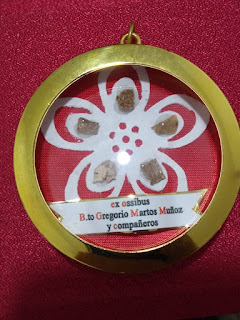 ex ossibus
B.to Gregorio Martos Muñoz
y compañeros